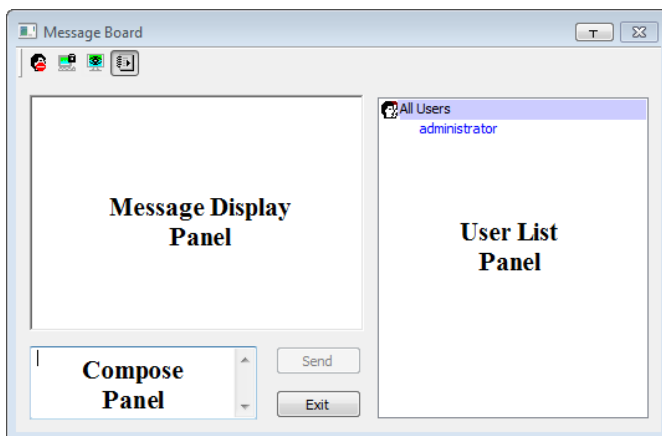 Message Board
T
All Users
administrator
Message Display
Panel
User List
Panel
Compose
Panel
Send
Exit